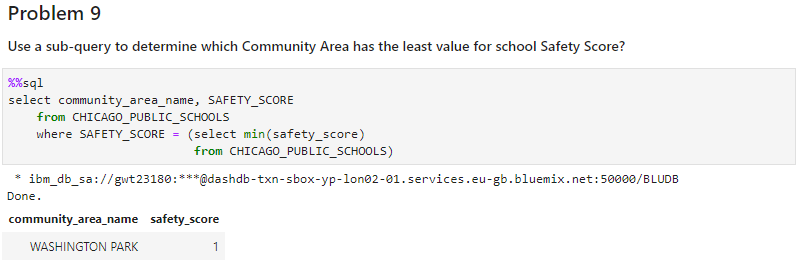 Problem 9
Use a sub-query to determine which Community Area has the least value for school Safety Score?
%%sql
select community_area_name, SAFETY_SCORE
    from CHICAGO_PUBLIC_SCHOOLS
    where SAFETY_SCORE = (select min(safety_score)
                          from CHICAGO_PUBLIC_SCHOOLS)
* ibm_db_sa://gwt23180:***@dashdb-txn-sbox-yp-lon02-01.services.eu-gb.bluemix.net:50000/BLUDB
Done.
community_area_name safety_score
WASHINGTON PARK 1